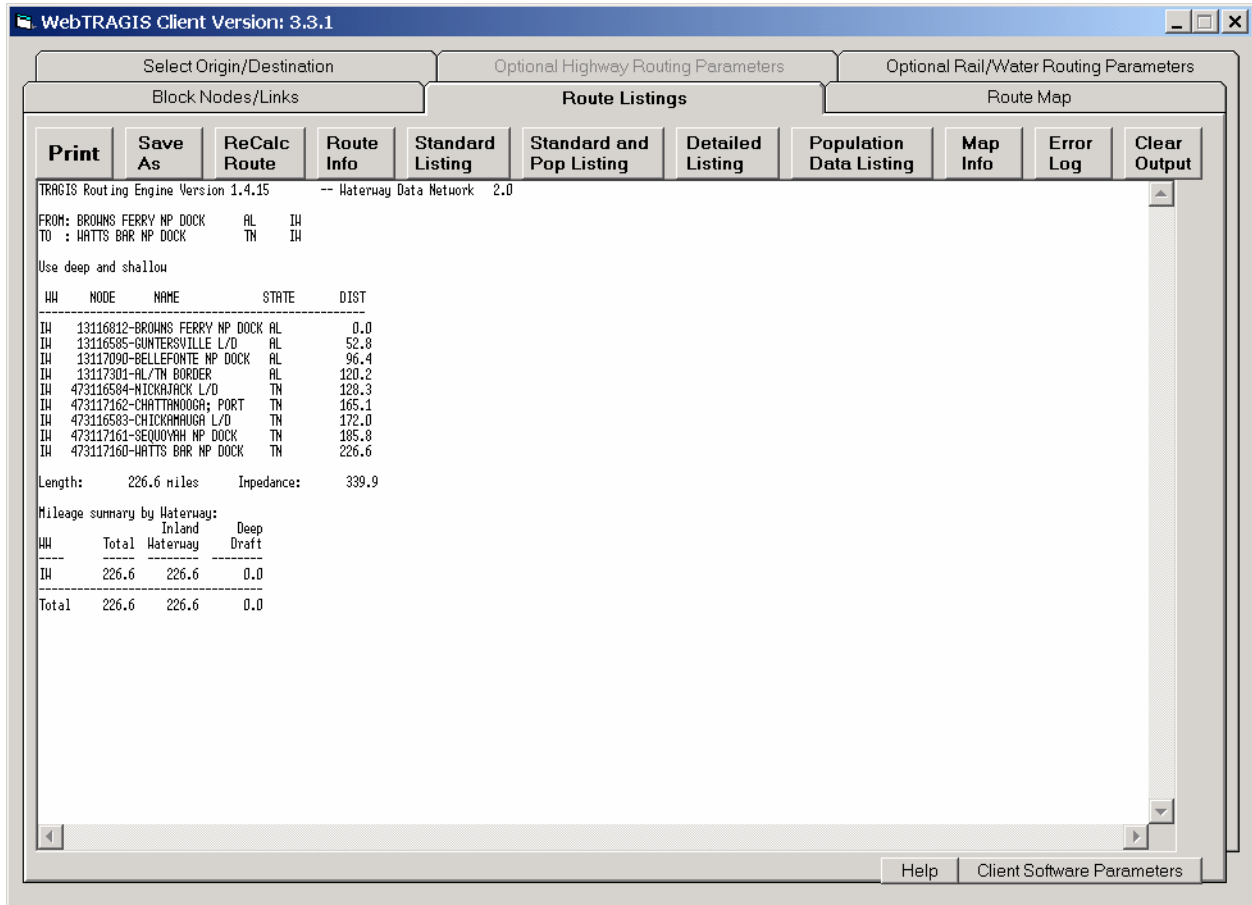 WebTRAGIS Client Version: 3.3.1
Select Origin/Destination Optional Highway Routing Parameters Optional Rail/Water Routing Parameters
Block Nodes/Links Route Listings Route Map
Print Save As ReCalc Route Route Info Standard Listing Standard and Pop Listing Detailed Listing Population Data Listing Map Info Error Log Clear Output
TRAGIS Routing Engine Version 1.4.15 -- Waterway Data Network 2.0
FROM: BROWNS FERRY NP DOCK AL IW
TO : WATTS BAR NP DOCK TN IW
Use deep and shallow
WW NODE NAME STATE DIST
----------------------------------------------------
IW 13116812-BROWNS FERRY NP DOCK AL 0.0
IW 13116585-GUNTERSVILLE L/D AL 52.8
IW 13117090-BELLEFONTE NP DOCK AL 96.4
IW 13117301-AL/TN BORDER AL 120.2
IW 473116584-NICKAJACK L/D TN 128.3
IW 473117162-CHATTANOOGA; PORT TN 165.1
IW 473116583-CHICKAMAUGA L/D TN 172.0
IW 473117161-SEQUOYAH NP DOCK TN 185.8
IW 473117160-WATTS BAR NP DOCK TN 226.6
Length: 226.6 miles Impedance: 339.9
Mileage summary by Waterway:
Inland Deep
WW Total Waterway Draft
---- ----- -------- --------
IW 226.6 226.6 0.0
-----------------------------------
Total 226.6 226.6 0.0
Help Client Software Parameters